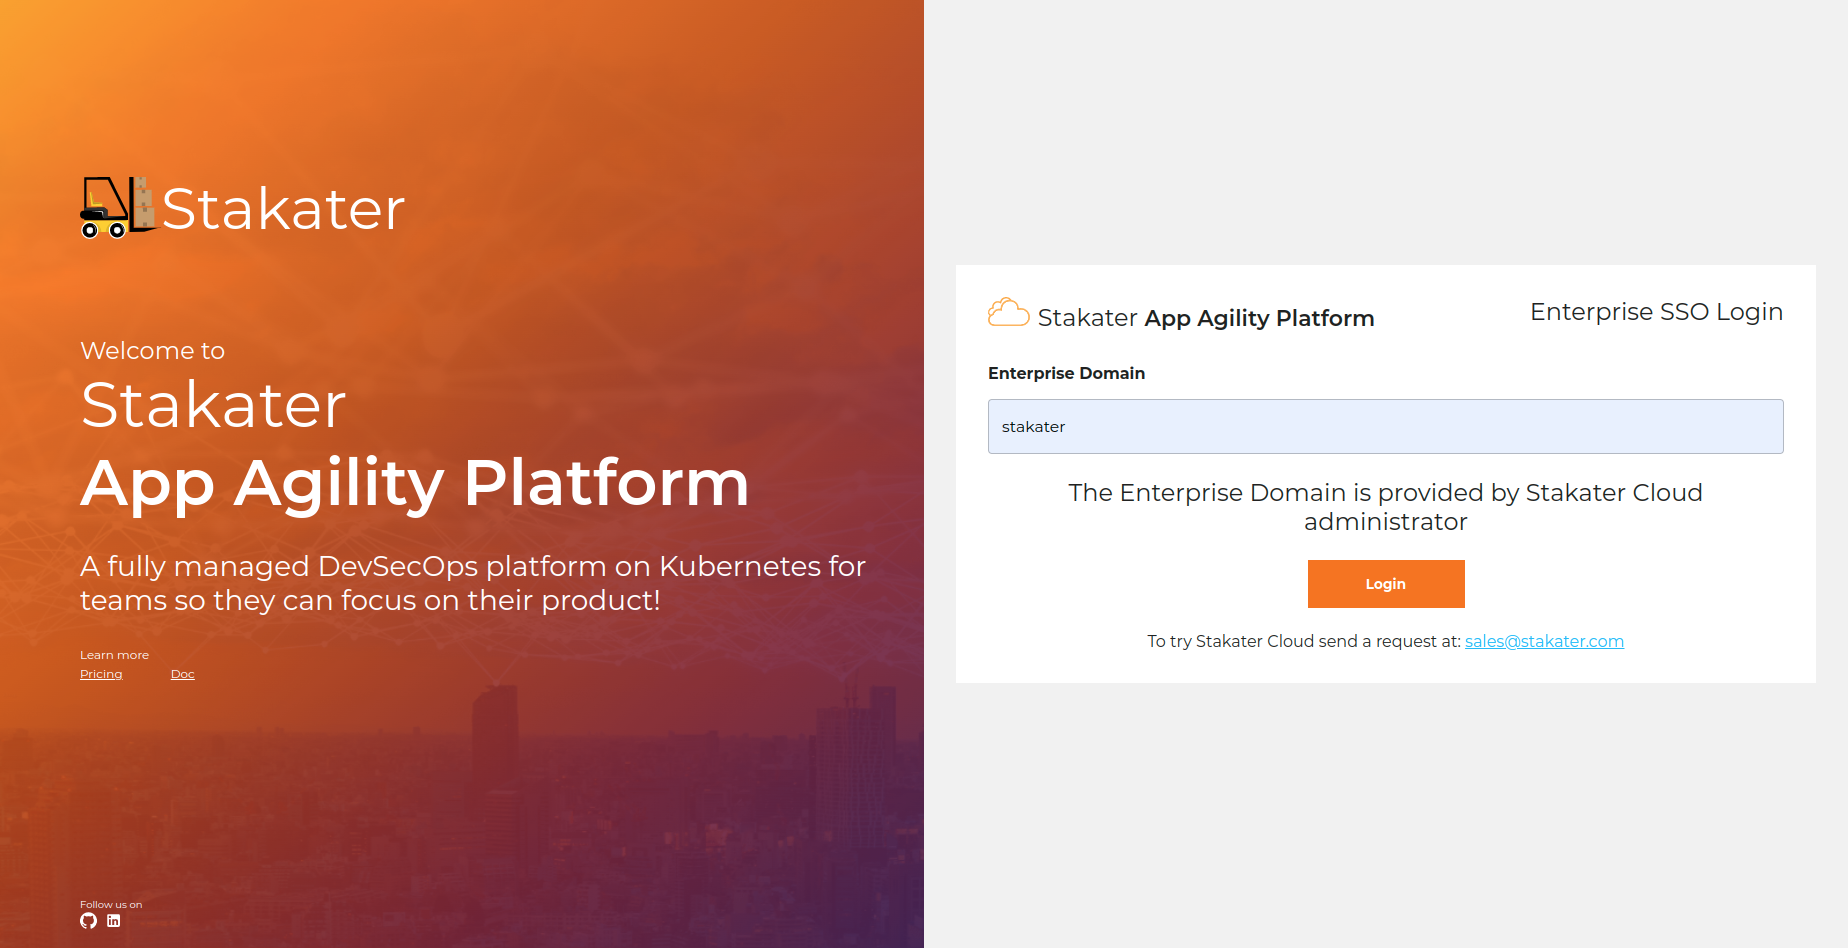 Stakater
Welcome to
Stakater
App Agility Platform
A fully managed DevSecOps platform on Kubernetes for
teams so they can focus on their product!
Learn more
Pricing Doc
Follow us on
Stakater App Agility Platform
Enterprise SSO Login
Enterprise Domain
stakater
The Enterprise Domain is provided by Stakater Cloud
administrator
Login
To try Stakater Cloud send a request at: sales@stakater.com